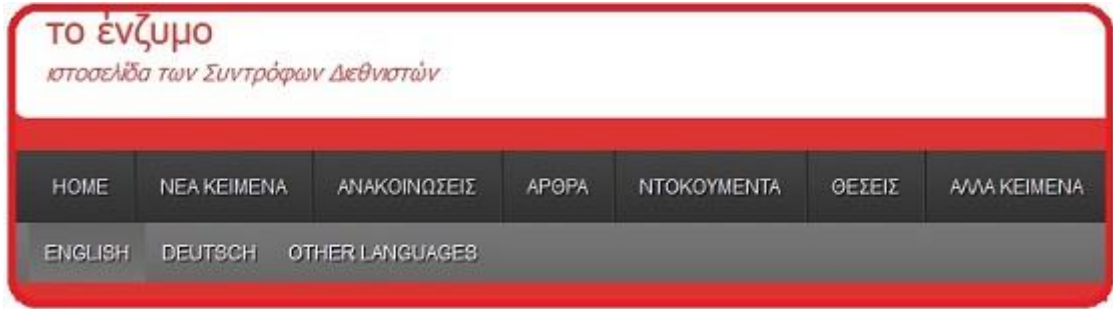 το ένζυμο
ιστοσελίδα των Συντρόφων Διεθνιστών
HOME ΝΕΑ ΚΕΙΜΕΝΑ ΑΝΑΚΟΙΝΩΣΕΙΣ ΑΡΘΡΑ ΝΤΟΚΟΥΜΕΝΤΑ ΘΕΣΕΙΣ ΑΛΛΑ ΚΕΙΜΕΝΑ
ENGLISH DEUTSCH OTHER LANGUAGES